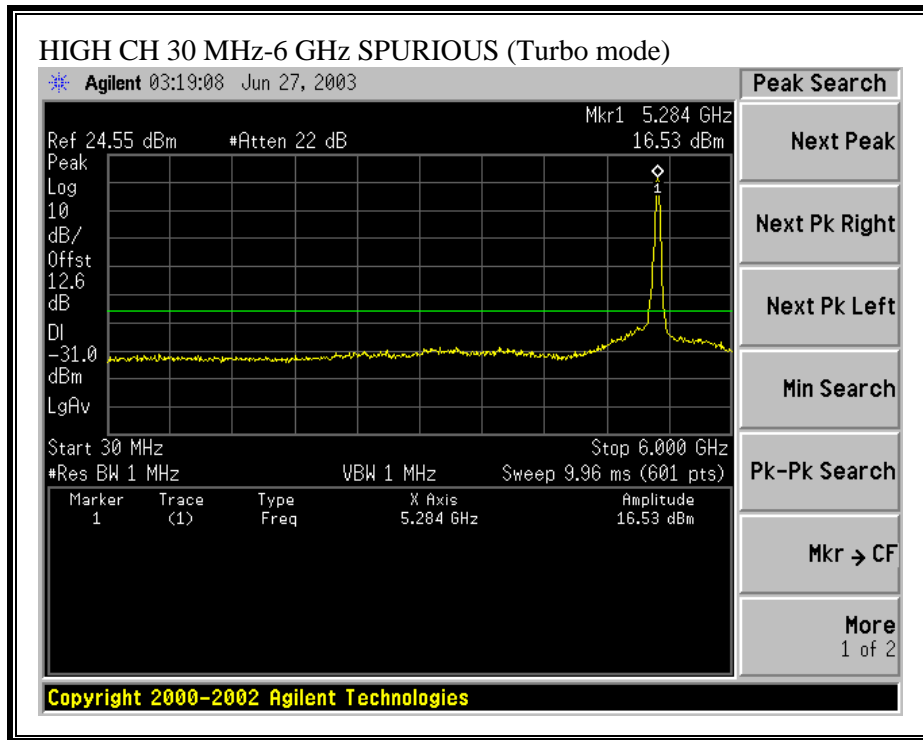 HIGH CH 30 MHz-6 GHz SPURIOUS (Turbo mode)
Agilent 03:19:08 Jun 27, 2003
Peak Search
Mkr1 5.284 GHz
Ref 24.55 dBm #Atten 22 dB 16.53 dBm
Peak
Log
10
dB/
Offst
12.6
dB
DI
-31.0
dBm
LgAv
1
Start 30 MHz Stop 6.000 GHz
#Res BW 1 MHz VBW 1 MHz Sweep 9.96 ms (601 pts)
Marker Trace Type X Axis Amplitude
1 (1) Freq 5.284 GHz 16.53 dBm
Next Peak
Next Pk Right
Next Pk Left
Min Search
Pk-Pk Search
Mkr → CF
More
1 of 2
Copyright 2000-2002 Agilent Technologies